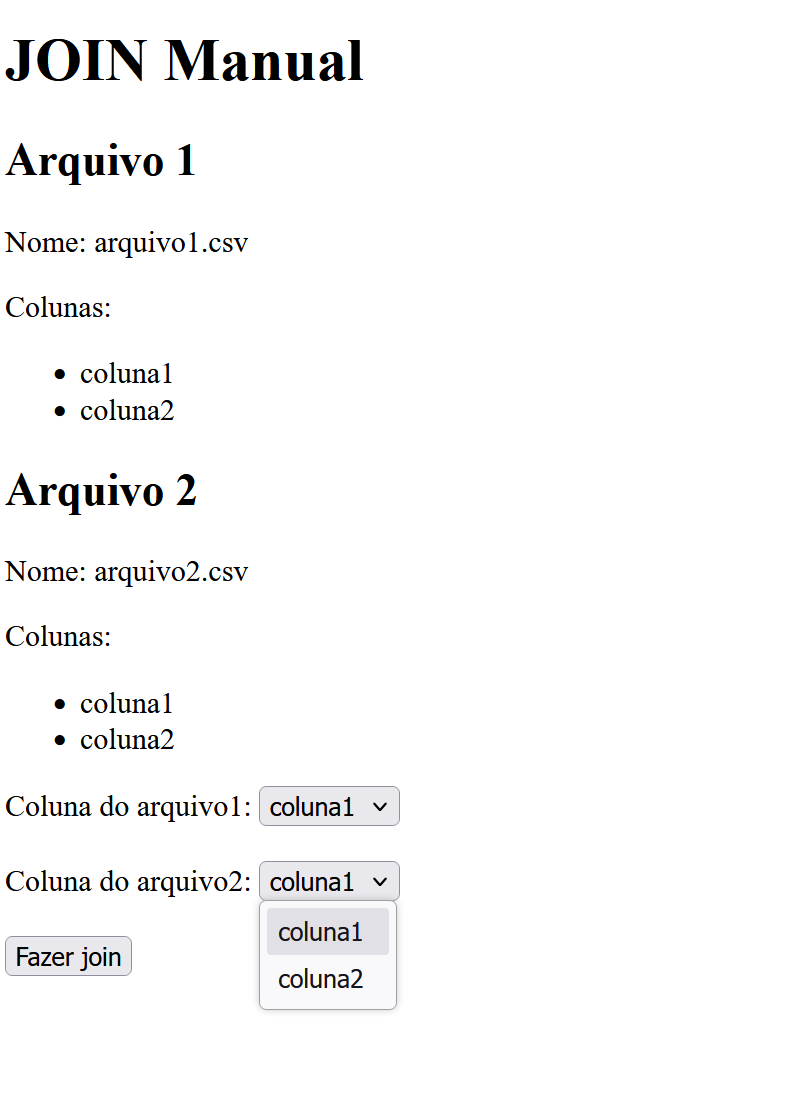 JOIN Manual
Arquivo 1
Nome: arquivo1.csv
Colunas:
coluna1
coluna2
Arquivo 2
Nome: arquivo2.csv
Colunas:
coluna1
coluna2
Coluna do arquivo1: coluna1
Coluna do arquivo2: coluna1
coluna1
Fazer join
coluna2